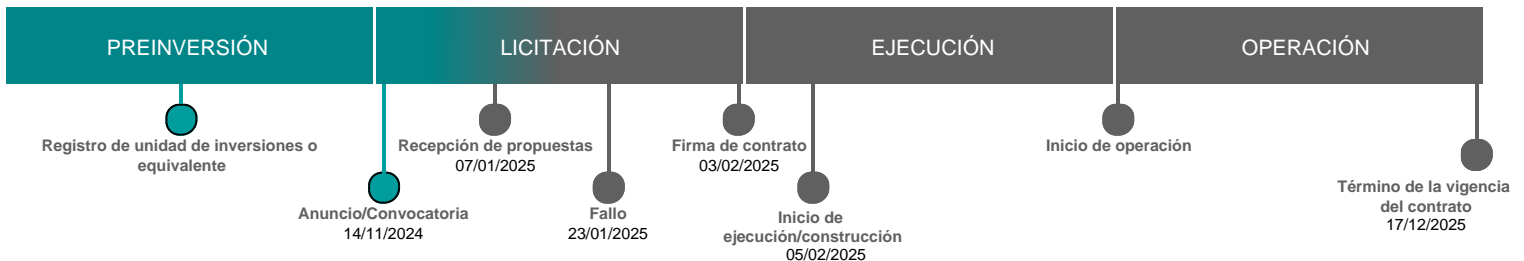 PREINVERSIÓN
LICITACIÓN
EJECUCIÓN
OPERACIÓN
Registro de unidad de inversiones o
equivalente
Anuncio/Convocatoria
14/11/2024
Recepción de propuestas
07/01/2025
Fallo
23/01/2025
Firma de contrato
03/02/2025
Inicio de
ejecución/construcción
05/02/2025
Inicio de operación
Término de la vigencia
del contrato
17/12/2025